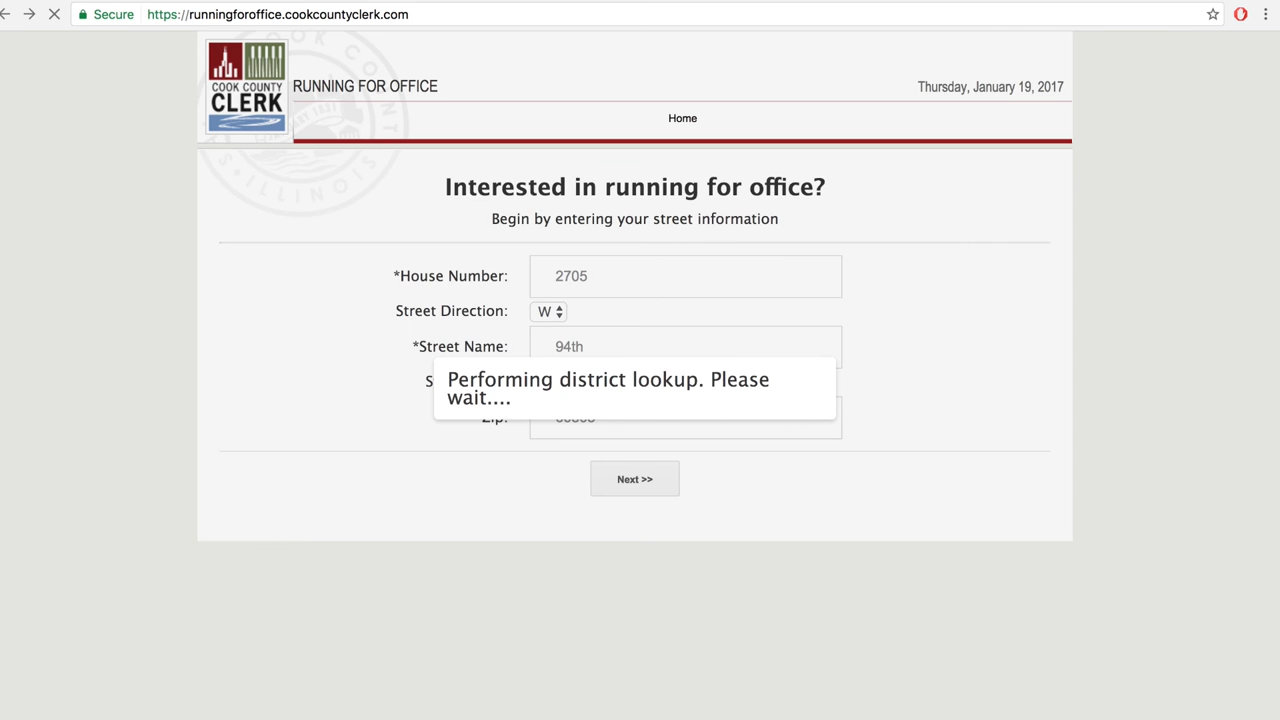 Secure https://runningforoffice.cookcountyclerk.com
COOK COUNTY
CLERK
RUNNING FOR OFFICE
Thursday, January 19, 2017
Home
ILLINOIS
Interested in running for office?
Begin by entering your street information
*House Number: 2705
Street Direction: W
*Street Name: 94th
S
Performing district lookup. Please
wait....
Zip:
Next >>